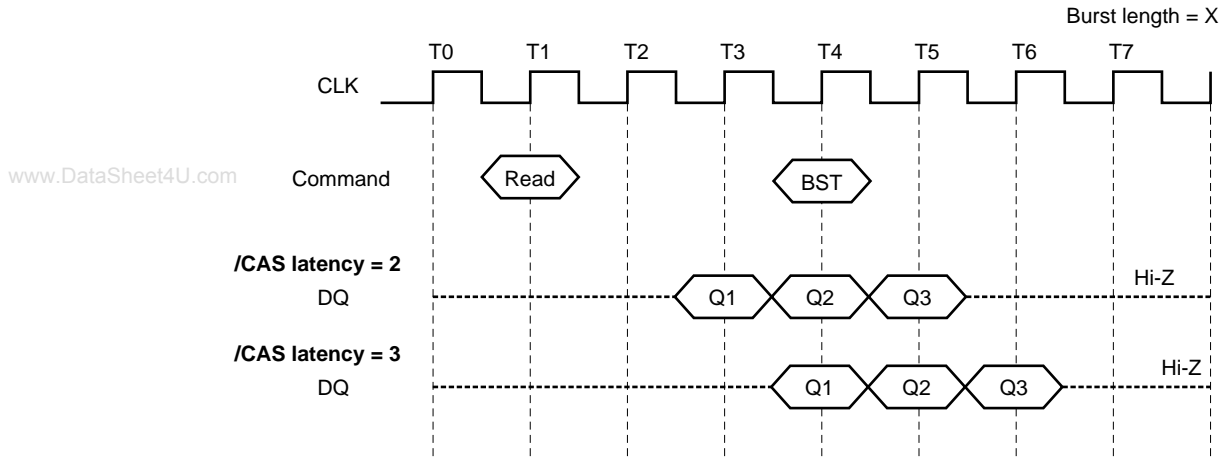 Burst length = X
T0 T1 T2 T3 T4 T5 T6 T7
CLK
www.DataSheet4U.com
Command Read BST
/CAS latency = 2
DQ Q1 Q2 Q3 Hi-Z
/CAS latency = 3
DQ Q1 Q2 Q3 Hi-Z